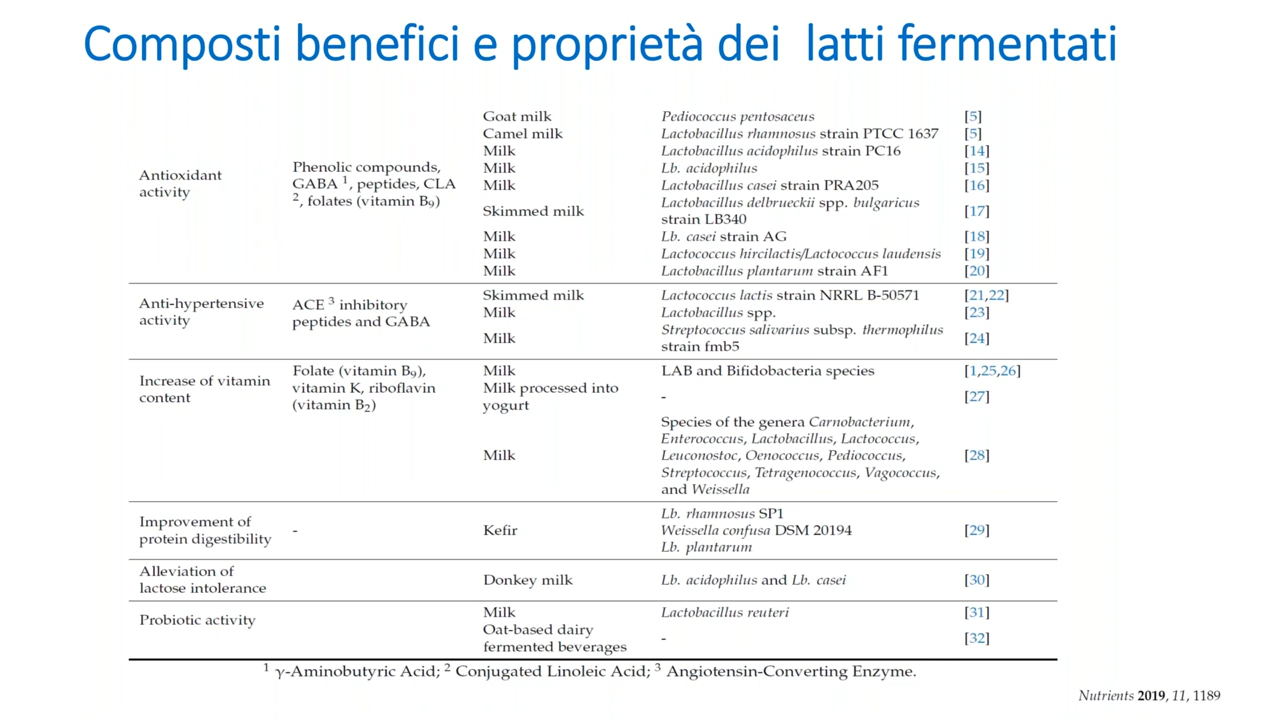 Composti benefici e proprietà dei latti fermentati
Goat milk Pediococcus pentosaceus [5]
Camel milk Lactobacillus rhamnosus strain PTCC 1637 [5]
Milk Lactobacillus acidophilus strain PC16 [14]
Antioxidant activity
Phenolic compounds,
GABA 1, peptides, CLA
2, folates (vitamin B9)
Milk Lb. acidophilus [15]
Milk Lactobacillus casei strain PRA205 [16]
Skimmed milk
Lactobacillus delbrueckii spp. bulgaricus
strain LB340
[17]
Milk Lb. casei strain AG [18]
Milk Lactococcus hircilactis/Lactococcus laudensis [19]
Milk Lactobacillus plantarum strain AF1 [20]
Anti-hypertensive
activity
ACE 3 inhibitory
peptides and GABA
Skimmed milk Lactococcus lactis strain NRRL B-50571 [21,22]
Milk Lactobacillus spp. [23]
Milk
Streptococcus salivarius subsp. thermophilus
strain fmb5
[24]
Increase of vitamin
content
Folate (vitamin B9),
vitamin K, riboflavin
(vitamin B2)
Milk LAB and Bifidobacteria species [1,25,26]
Milk processed into
yogurt
- [27]
Milk
Species of the genera Carnobacterium,
Enterococcus, Lactobacillus, Lactococcus,
Leuconostoc, Oenococcus, Pediococcus,
Streptococcus, Tetragenococcus, Vagococcus,
and Weissella
[28]
Improvement of
protein digestibility
-
Kefir
Lb. rhamnosus SP1
Weissella confusa DSM 20194
Lb. plantarum
[29]
Alleviation of
lactose intolerance
Donkey milk Lb. acidophilus and Lb. casei [30]
Probiotic activity
Milk Lactobacillus reuteri [31]
Oat-based dairy
fermented beverages
- [32]
1 γ-Aminobutyric Acid; 2 Conjugated Linoleic Acid; 3 Angiotensin-Converting Enzyme.
Nutrients 2019, 11, 1189